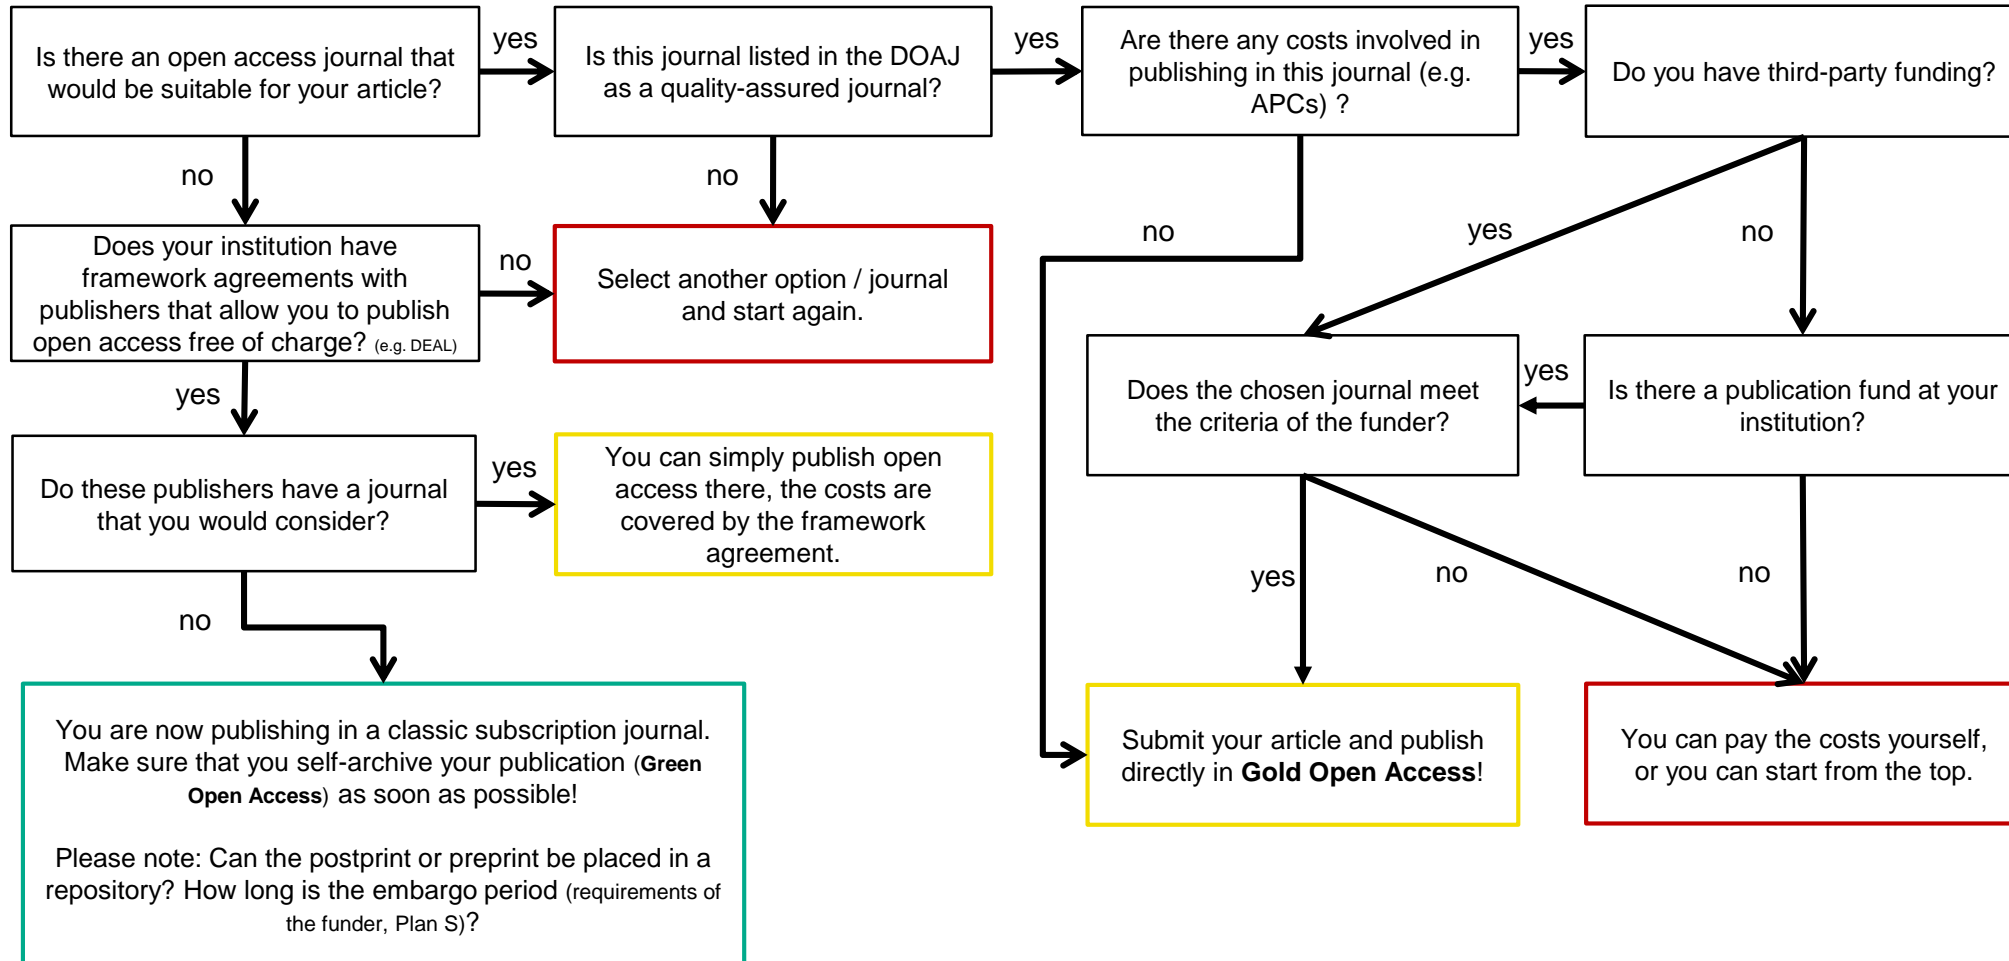 Is there an open access journal that
would be suitable for your article?
yes
Is this journal listed in the DOAJ
as a quality-assured journal?
yes
Are there any costs involved in
publishing in this journal (e.g.
APCs) ?
yes
Do you have third-party funding?
no
no
no
yes
no
Does your institution have
framework agreements with
publishers that allow you to publish
open access free of charge? (e.g. DEAL)
no
Select another option / journal
and start again.
yes
Does the chosen journal meet
the criteria of the funder?
yes
Is there a publication fund at your
institution?
Do these publishers have a journal
that you would consider?
yes
You can simply publish open
access there, the costs are
covered by the framework
agreement.
no
yes
no
no
You are now publishing in a classic subscription journal.
Make sure that you self-archive your publication (Green
Open Access) as soon as possible!
Please note: Can the postprint or preprint be placed in a
repository? How long is the embargo period (requirements of
the funder, Plan S)?
Submit your article and publish
directly in Gold Open Access!
You can pay the costs yourself,
or you can start from the top.